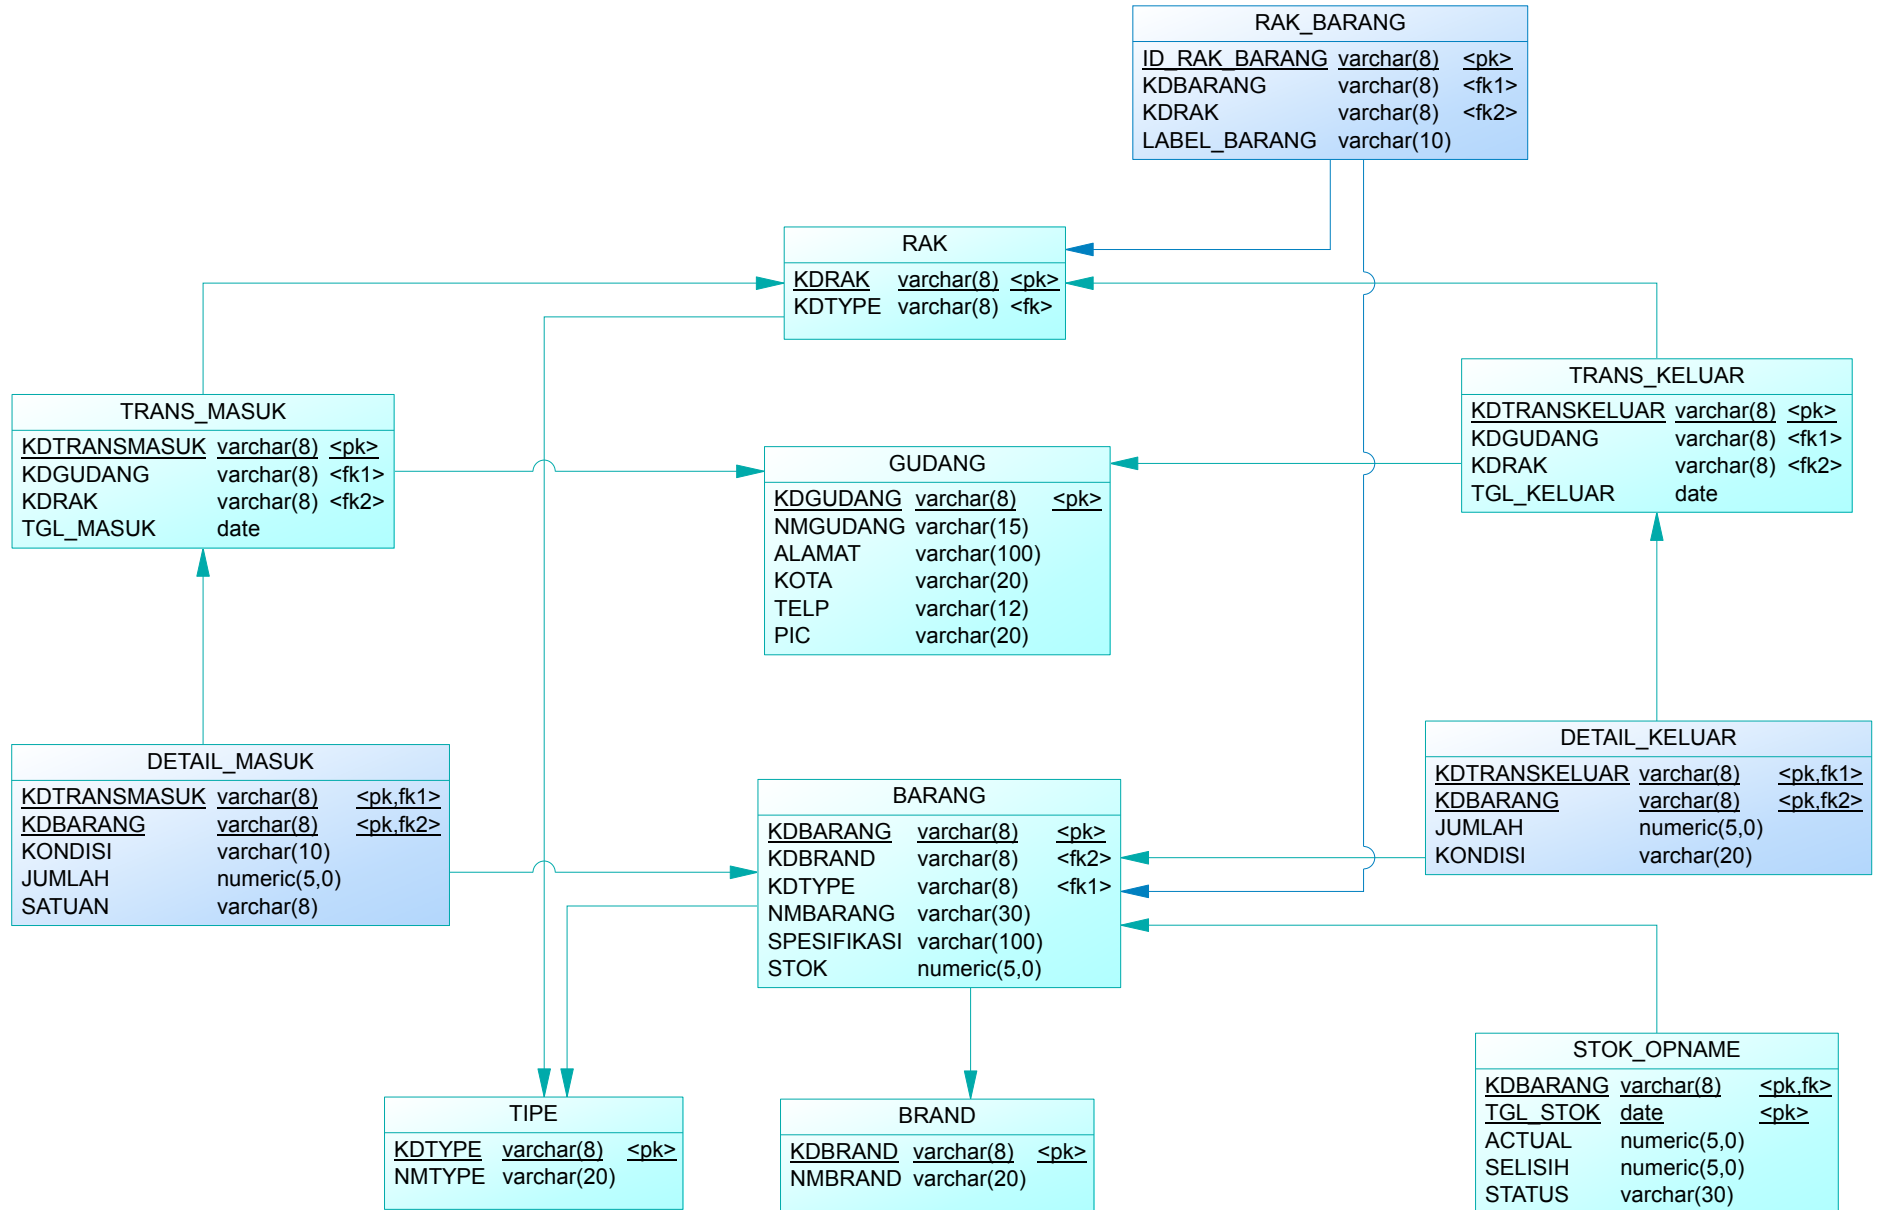 RAK_BARANG
ID_RAK_BARANG varchar(8) <pk>
KDBARANG varchar(8) <fk1>
KDRAK varchar(8) <fk2>
LABEL_BARANG varchar(10)
RAK
KDRAK varchar(8) <pk>
KDTYPE varchar(8) <fk>
TRANS_MASUK
KDTRANSMASUK varchar(8) <pk>
KDGUDANG varchar(8) <fk1>
KDRAK varchar(8) <fk2>
TGL_MASUK date
GUDANG
KDGUDANG varchar(8) <pk>
NMGUDANG varchar(15)
ALAMAT varchar(100)
KOTA varchar(20)
TELP varchar(12)
PIC varchar(20)
TRANS_KELUAR
KDTRANSKELUAR varchar(8) <pk>
KDGUDANG varchar(8) <fk1>
KDRAK varchar(8) <fk2>
TGL_KELUAR date
DETAIL_MASUK
KDTRANSMASUK varchar(8) <pk,fk1>
KDBARANG varchar(8) <pk,fk2>
KONDISI varchar(10)
JUMLAH numeric(5,0)
SATUAN varchar(8)
BARANG
KDBARANG varchar(8) <pk>
KDBRAND varchar(8) <fk2>
KDTYPE varchar(8) <fk1>
NMBARANG varchar(30)
SPESIFIKASI varchar(100)
STOK numeric(5,0)
DETAIL_KELUAR
KDTRANSKELUAR varchar(8) <pk,fk1>
KDBARANG varchar(8) <pk,fk2>
JUMLAH numeric(5,0)
KONDISI varchar(20)
TIPE
KDTYPE varchar(8) <pk>
NMTYPE varchar(20)
BRAND
KDBRAND varchar(8) <pk>
NMBRAND varchar(20)
STOK_OPNAME
KDBARANG varchar(8) <pk,fk>
TGL_STOK date <pk>
ACTUAL numeric(5,0)
SELISIH numeric(5,0)
STATUS varchar(30)